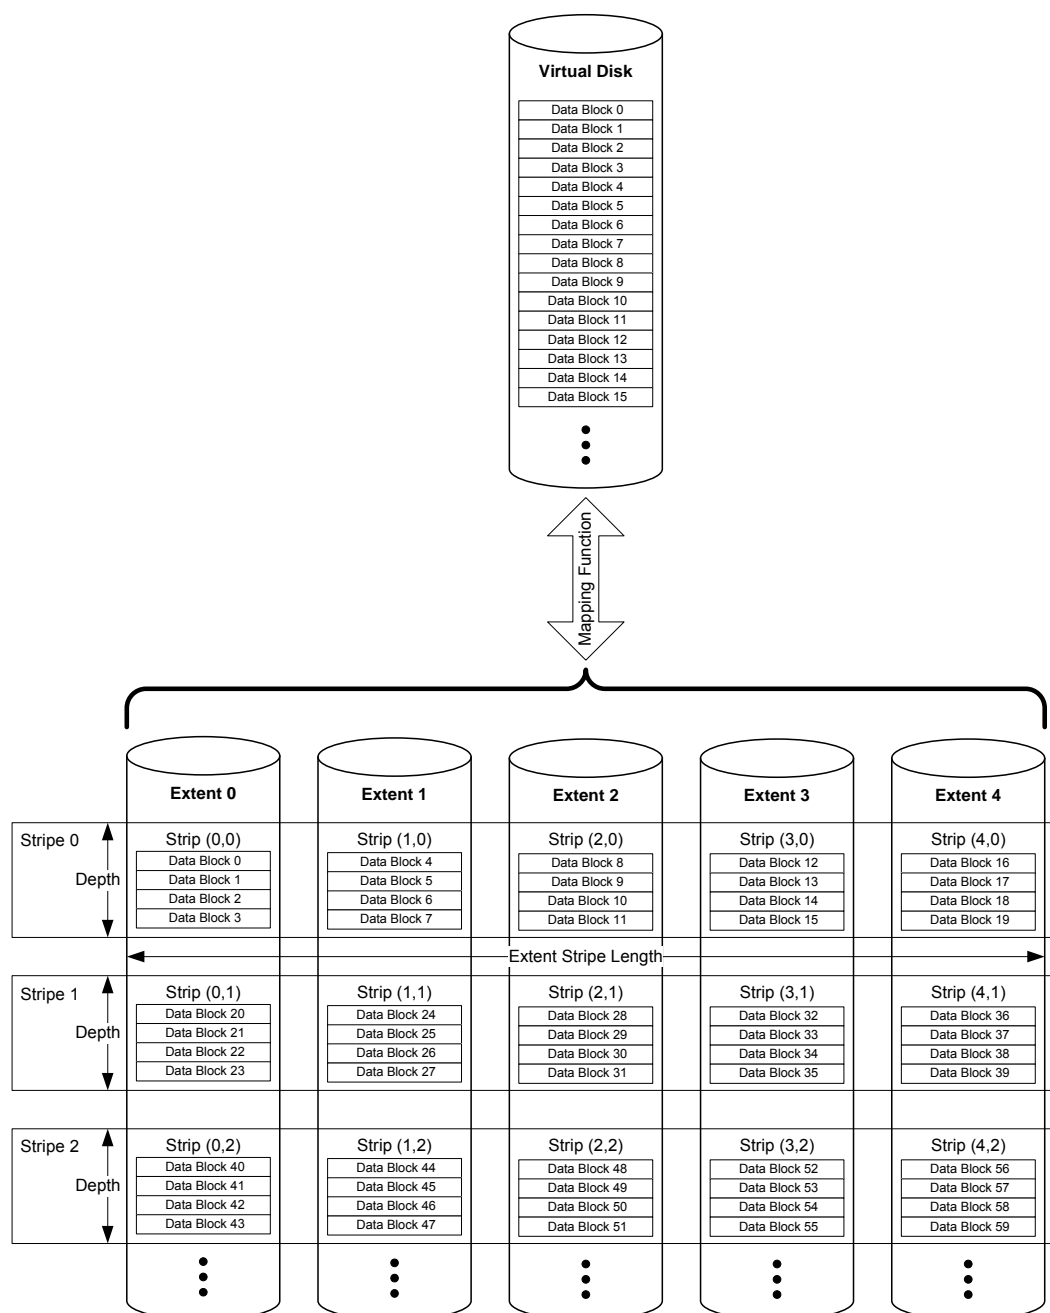 Virtual Disk
Data Block 0
Data Block 1
Data Block 2
Data Block 3
Data Block 4
Data Block 5
Data Block 6
Data Block 7
Data Block 8
Data Block 9
Data Block 10
Data Block 11
Data Block 12
Data Block 13
Data Block 14
Data Block 15
Mapping Function
Extent 0 Extent 1 Extent 2 Extent 3 Extent 4
Stripe 0 Strip (0,0) Strip (1,0) Strip (2,0) Strip (3,0) Strip (4,0)
Data Block 0 Data Block 4 Data Block 8 Data Block 12 Data Block 16
Depth Data Block 1 Data Block 5 Data Block 9 Data Block 13 Data Block 17
Data Block 2 Data Block 6 Data Block 10 Data Block 14 Data Block 18
Data Block 3 Data Block 7 Data Block 11 Data Block 15 Data Block 19
Extent Stripe Length
Stripe 1 Strip (0,1) Strip (1,1) Strip (2,1) Strip (3,1) Strip (4,1)
Data Block 20 Data Block 24 Data Block 28 Data Block 32 Data Block 36
Depth Data Block 21 Data Block 25 Data Block 29 Data Block 33 Data Block 37
Data Block 22 Data Block 26 Data Block 30 Data Block 34 Data Block 38
Data Block 23 Data Block 27 Data Block 31 Data Block 35 Data Block 39
Stripe 2 Strip (0,2) Strip (1,2) Strip (2,2) Strip (3,2) Strip (4,2)
Data Block 40 Data Block 44 Data Block 48 Data Block 52 Data Block 56
Depth Data Block 41 Data Block 45 Data Block 49 Data Block 53 Data Block 57
Data Block 42 Data Block 46 Data Block 50 Data Block 54 Data Block 58
Data Block 43 Data Block 47 Data Block 51 Data Block 55 Data Block 59